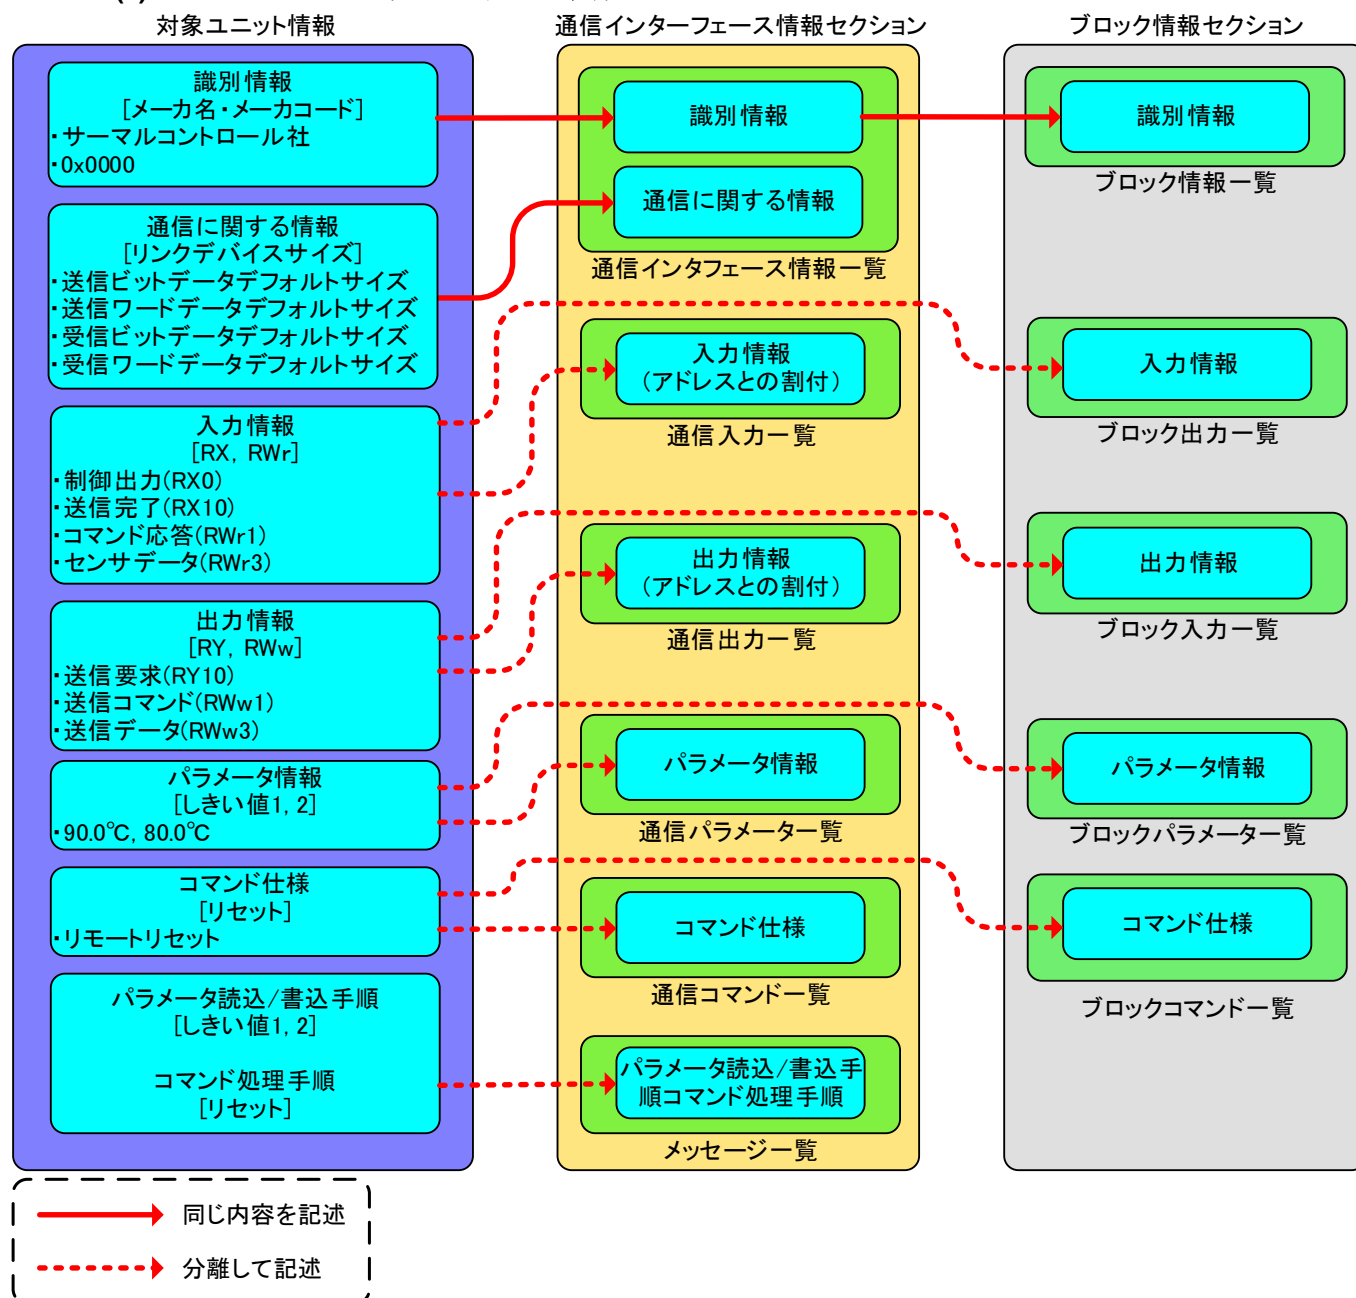 対象ユニット情報
識別情報
[メーカ名・メーカコード]
・サーマルコントロール社
・0x0000
通信に関する情報
[リンクデバイスサイズ]
・送信ビットデータデフォルトサイズ
・送信ワードデータデフォルトサイズ
・受信ビットデータデフォルトサイズ
・受信ワードデータデフォルトサイズ
入力情報
[RX, RWr]
・制御出力(RX0)
・送信完了(RX10)
・コマンド応答(RWr1)
・センサデータ(RWr3)
出力情報
[RY, RWw]
・送信要求(RY10)
・送信コマンド(RWw1)
・送信データ(RWw3)
パラメータ情報
[しきい値1, 2]
・90.0℃, 80.0℃
コマンド仕様
[リセット]
・リモートリセット
パラメータ読込/書込手順
[しきい値1, 2]
コマンド処理手順
[リセット]
通信インターフェース情報セクション
識別情報
通信に関する情報
通信インタフェース情報一覧
入力情報
(アドレスとの割付)
通信入力一覧
出力情報
(アドレスとの割付)
通信出力一覧
パラメータ情報
通信パラメータ一覧
コマンド仕様
通信コマンド一覧
パラメータ読込/書込手
順コマンド処理手順
メッセージ一覧
ブロック情報セクション
識別情報
ブロック情報一覧
入力情報
ブロック出力一覧
出力情報
ブロック入力一覧
パラメータ情報
ブロックパラメータ一覧
コマンド仕様
ブロックコマンド一覧
同じ内容を記述
分離して記述